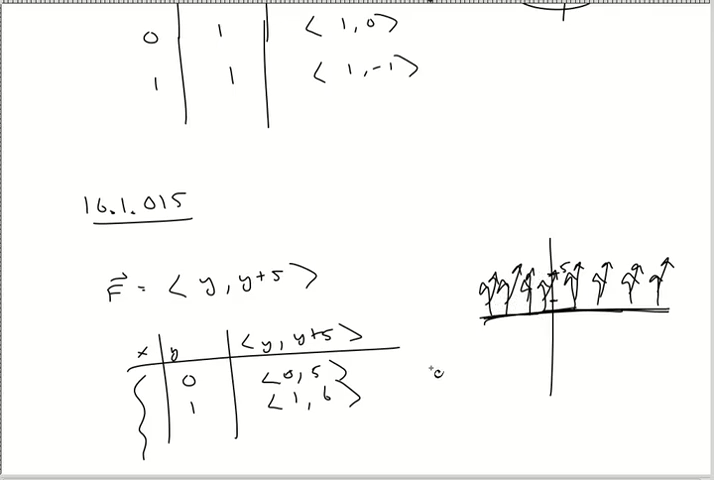 0 1 < 1, 0 >
1 1 < 1, -1 >
16.1.015
F = < y, y+5 >
x y < y, y+5 >
0 < 0, 5 >
1 < 1, 6 >
5